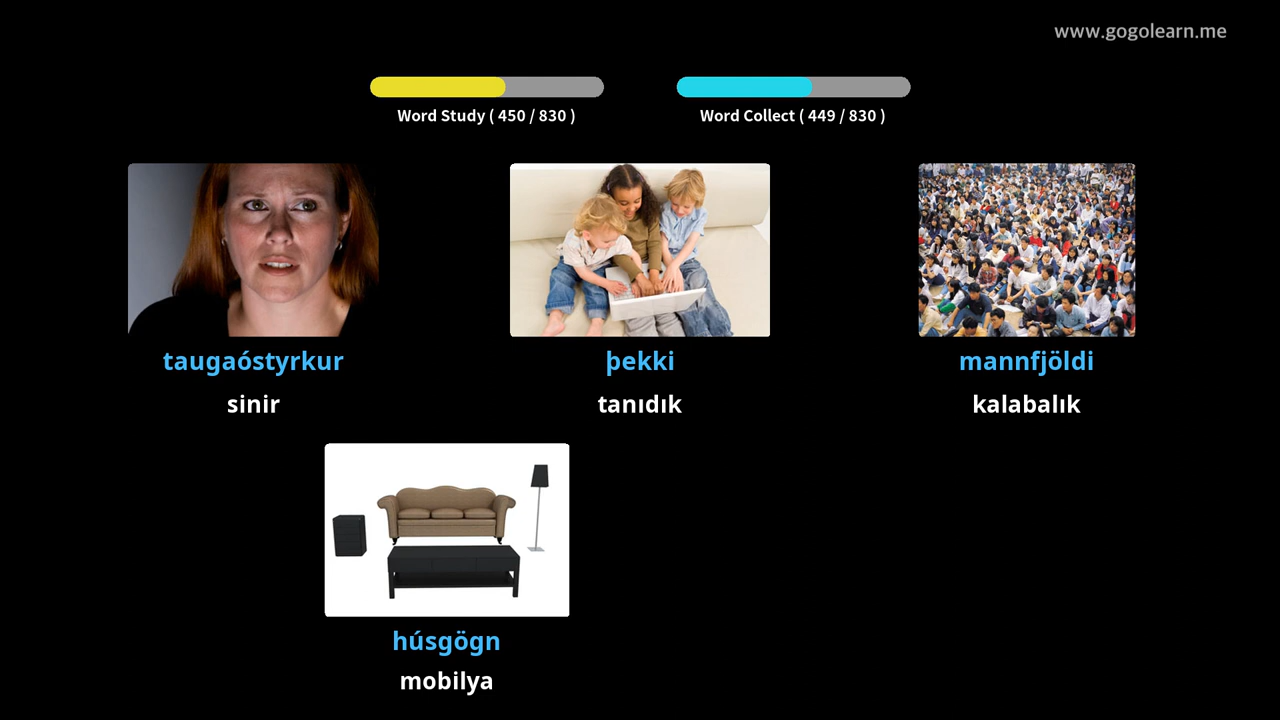 www.gogolearn.me
Word Study ( 450 / 830 )
Word Collect ( 449 / 830 )
taugaóstyrkur
sinir
þekki
tanıdık
mannfjöldi
kalabalık
húsgögn
mobilya